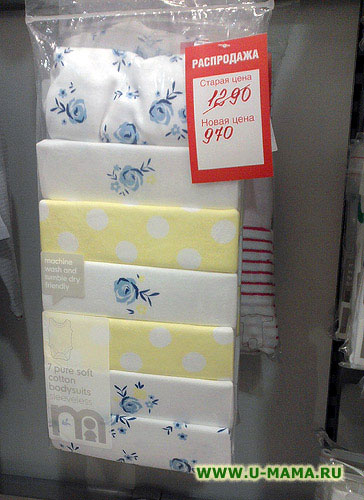 РАСПРОДАЖА
Старая цена
1290
Новая цена
970
machine
wash and
tumble dry
friendly
7 pure soft
cotton
bodysuits
sleeveless
WWW.U-MAMA.RU